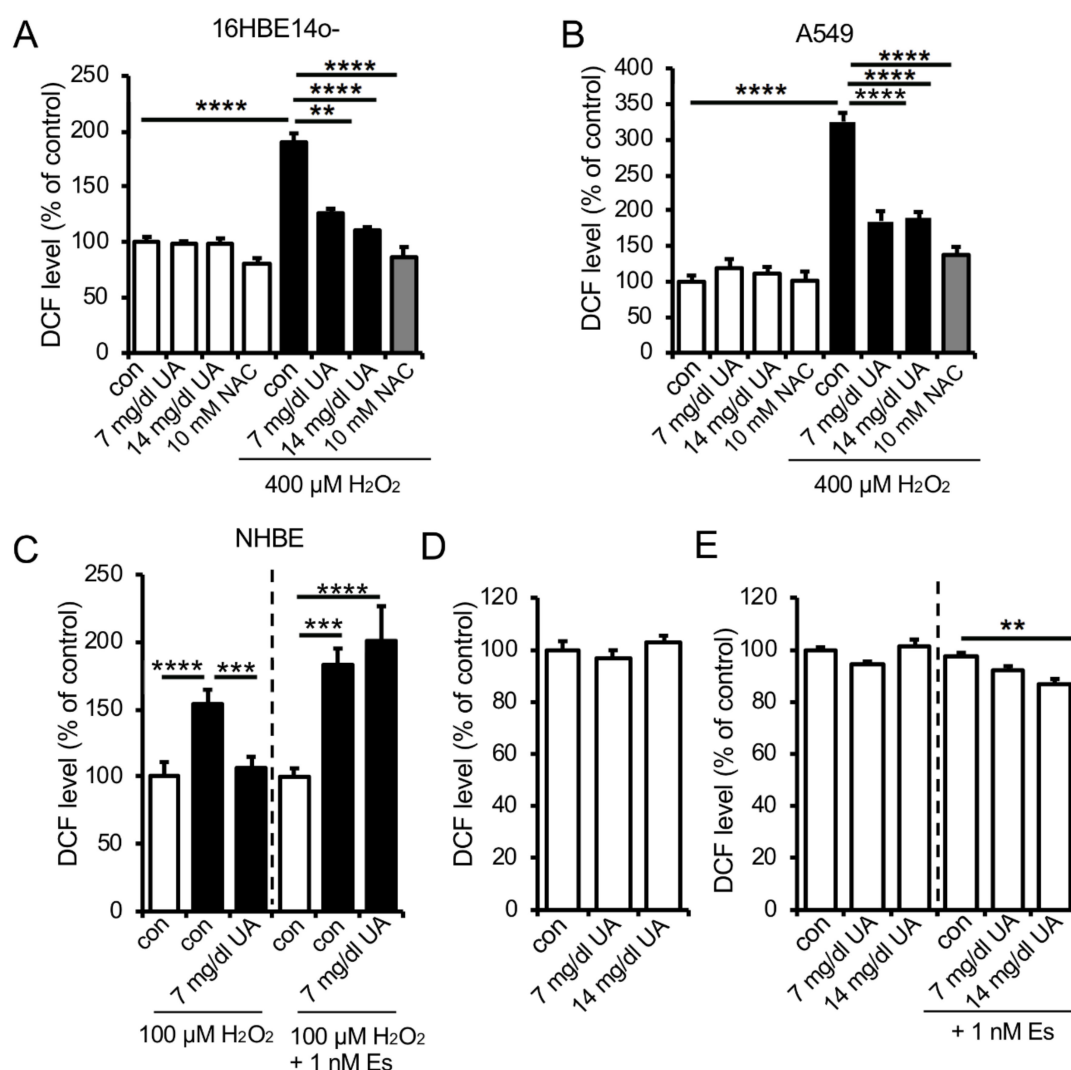 A
16HBE14o-
DCF level (% of control)
250
200
150
100
50
0
****
****
****
**
con
7 mg/dl UA
14 mg/dl UA
10 mM NAC
con
7 mg/dl UA
14 mg/dl UA
10 mM NAC
400 µM H₂O₂
B
A549
DCF level (% of control)
400
350
300
250
200
150
100
50
0
****
****
****
****
con
7 mg/dl UA
14 mg/dl UA
10 mM NAC
con
7 mg/dl UA
14 mg/dl UA
10 mM NAC
400 µM H₂O₂
C
NHBE
DCF level (% of control)
250
200
150
100
50
0
****
***
****
***
con
con
7 mg/dl UA
con
con
7 mg/dl UA
100 µM H₂O₂
100 µM H₂O₂
+ 1 nM Es
D
DCF level (% of control)
120
100
80
60
40
20
0
con
7 mg/dl UA
14 mg/dl UA
E
DCF level (% of control)
120
100
80
60
40
20
0
**
con
7 mg/dl UA
14 mg/dl UA
con
7 mg/dl UA
14 mg/dl UA
+ 1 nM Es